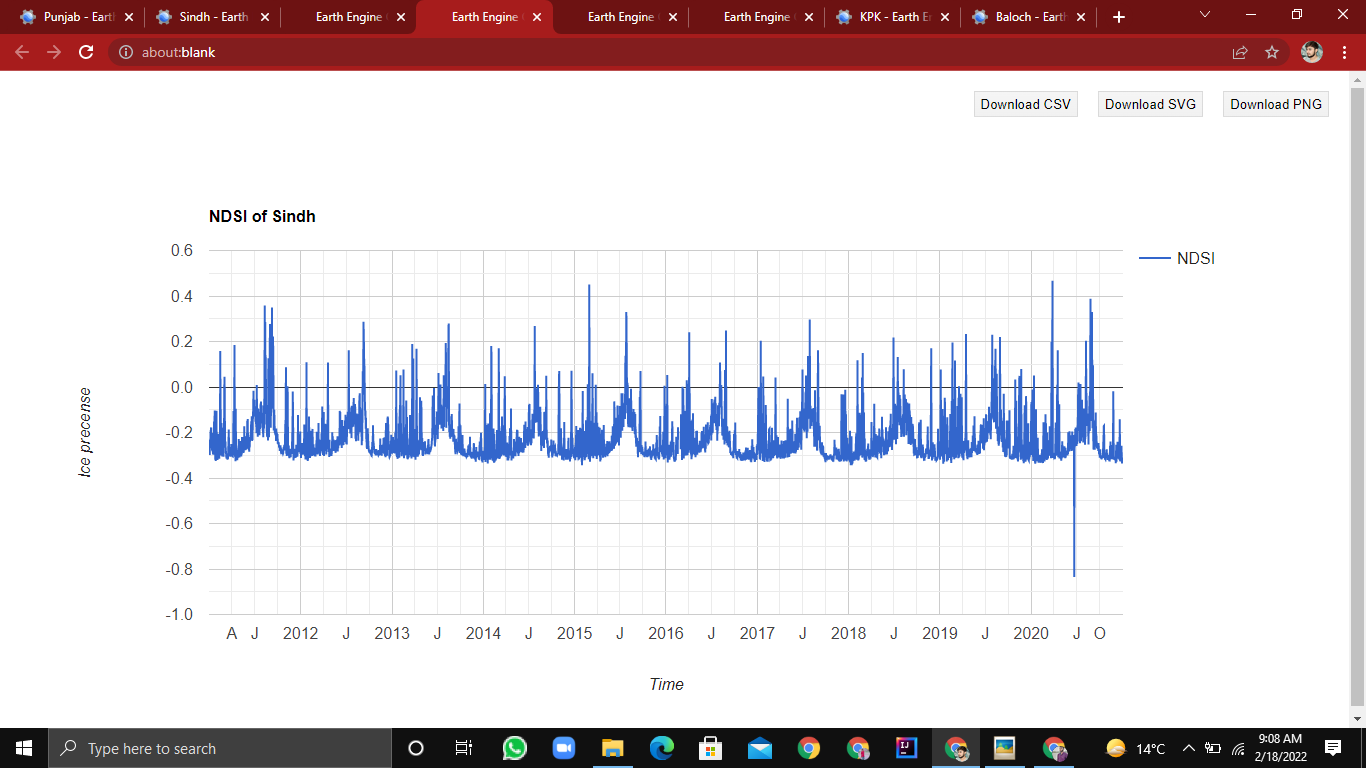 Punjab - Eart
Sindh - Earth
Earth Engine
Earth Engine
Earth Engine
Earth Engine
KPK - Earth E
Baloch - Eart
about:blank
Download CSV
Download SVG
Download PNG
NDSI of Sindh
NDSI
0.6
0.4
0.2
0.0
-0.2
-0.4
-0.6
-0.8
-1.0
Ice precense
A J 2012 J 2013 J 2014 J 2015 J 2016 J 2017 J 2018 J 2019 J 2020 J O
Time
Type here to search
14°C
9:08 AM
2/18/2022